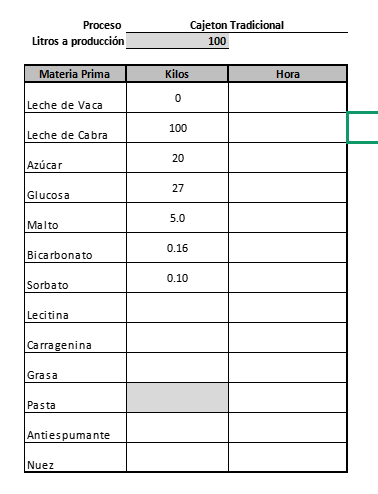 Proceso Cajeton Tradicional
Litros a producción 100
Materia Prima Kilos Hora
Leche de Vaca 0
Leche de Cabra 100
Azúcar 20
Glucosa 27
Malto 5.0
Bicarbonato 0.16
Sorbato 0.10
Lecitina
Carragenina
Grasa
Pasta
Antiespumante
Nuez